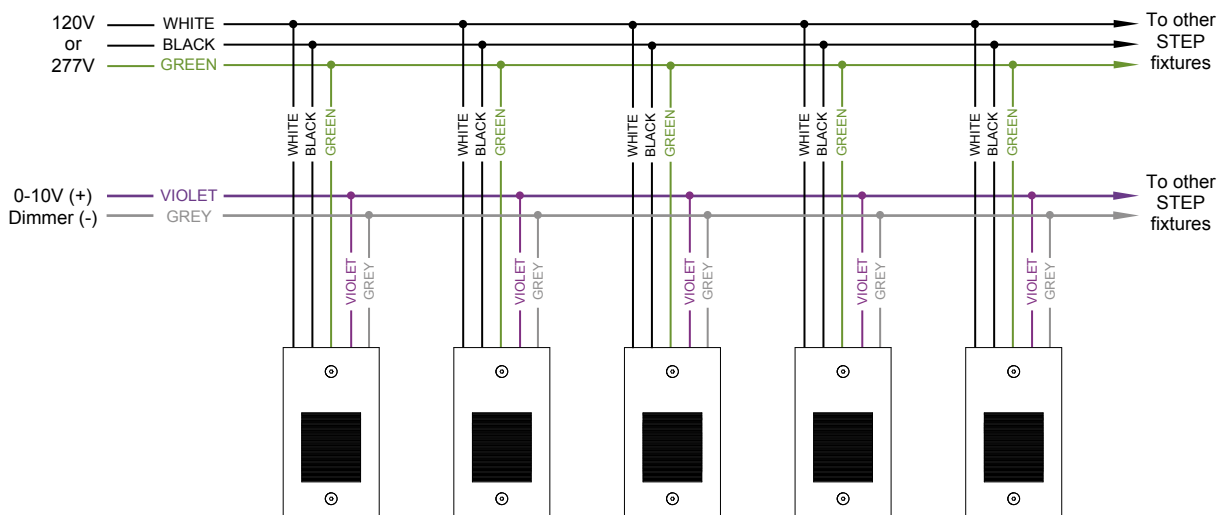 120V
or
277V
WHITE
BLACK
GREEN
To other
STEP
fixtures
WHITE
BLACK
GREEN
WHITE
BLACK
GREEN
WHITE
BLACK
GREEN
WHITE
BLACK
GREEN
WHITE
BLACK
GREEN
0-10V (+)
Dimmer (-)
VIOLET
GREY
To other
STEP
fixtures
VIOLET
GREY
VIOLET
GREY
VIOLET
GREY
VIOLET
GREY
VIOLET
GREY